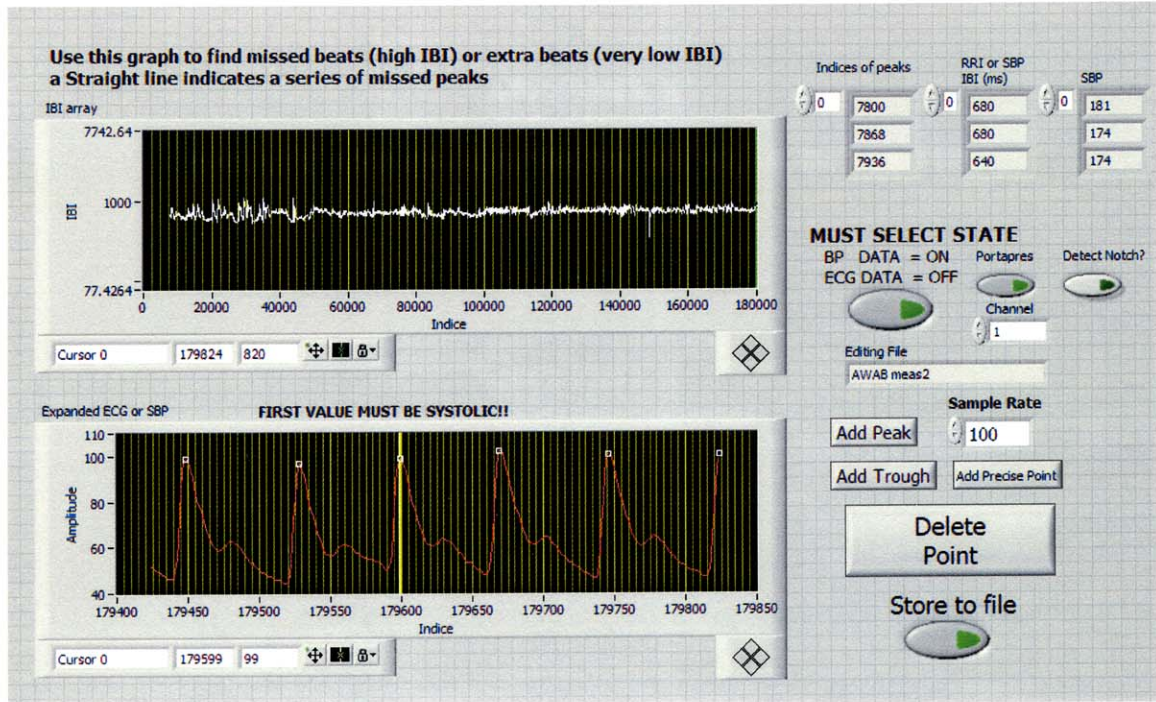 Use this graph to find missed beats (high IBI) or extra beats (very low IBI)
a Straight line indicates a series of missed peaks
IBI array
7742.64
1000
77.4264
IBI
0 20000 40000 60000 80000 100000 120000 140000 160000 180000
Indice
Cursor 0 179824 820
Expanded ECG or SBP FIRST VALUE MUST BE SYSTOLIC!!
110
100
80
60
40
Amplitude
179400 179450 179500 179550 179600 179650 179700 179750 179800 179850
Indice
Cursor 0 179599 99
Indices of peaks
0 7800
7868
7936
RRI or SBP
IBI (ms)
0 680
680
640
SBP
0 181
174
174
MUST SELECT STATE
BP DATA = ON
ECG DATA = OFF
Portapres
Detect Notch?
Channel
1
Editing File
AWAB meas2
Sample Rate
Add Peak
100
Add Trough
Add Precise Point
Delete
Point
Store to file